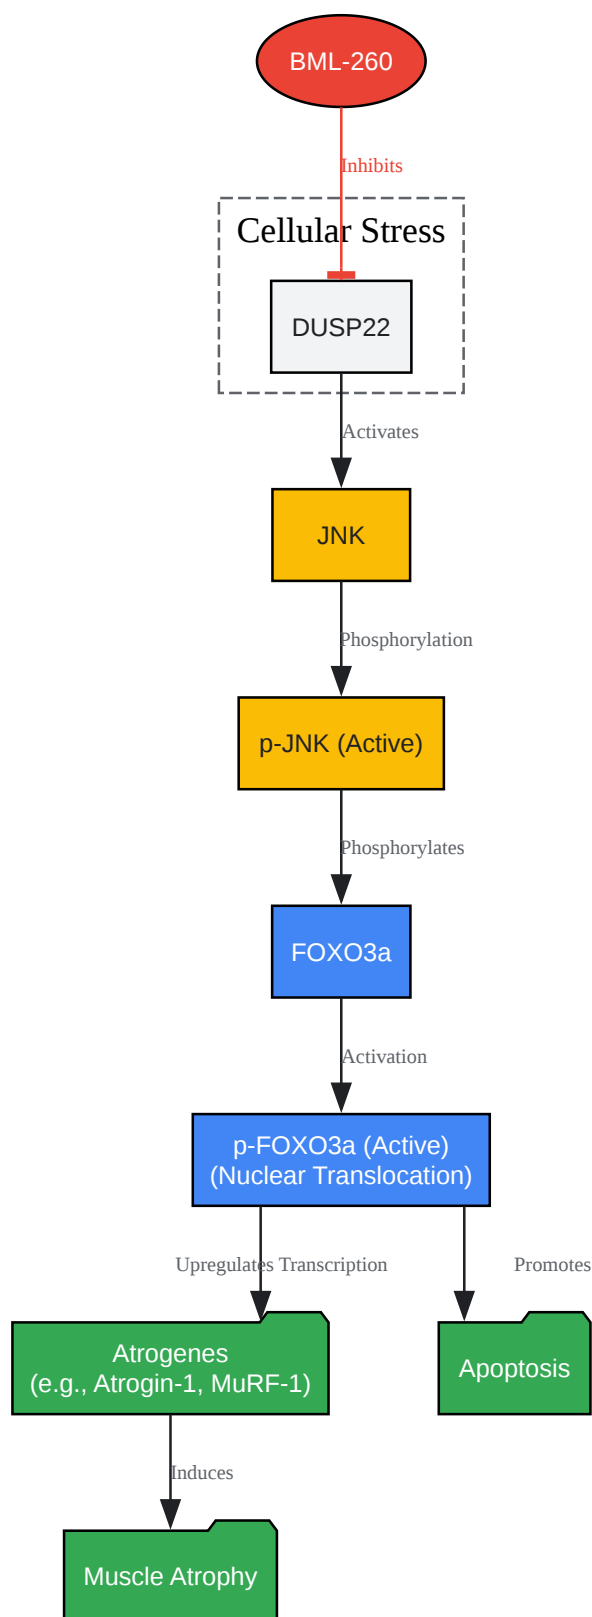 BML-260
Inhibits
Cellular Stress
DUSP22
Activates
JNK
Phosphorylation
p-JNK (Active)
Phosphorylates
FOXO3a
Activation
p-FOXO3a (Active)
(Nuclear Translocation)
Upregulates Transcription
Promotes
Atrogenes
(e.g., Atrogin-1, MuRF-1)
Apoptosis
Induces
Muscle Atrophy